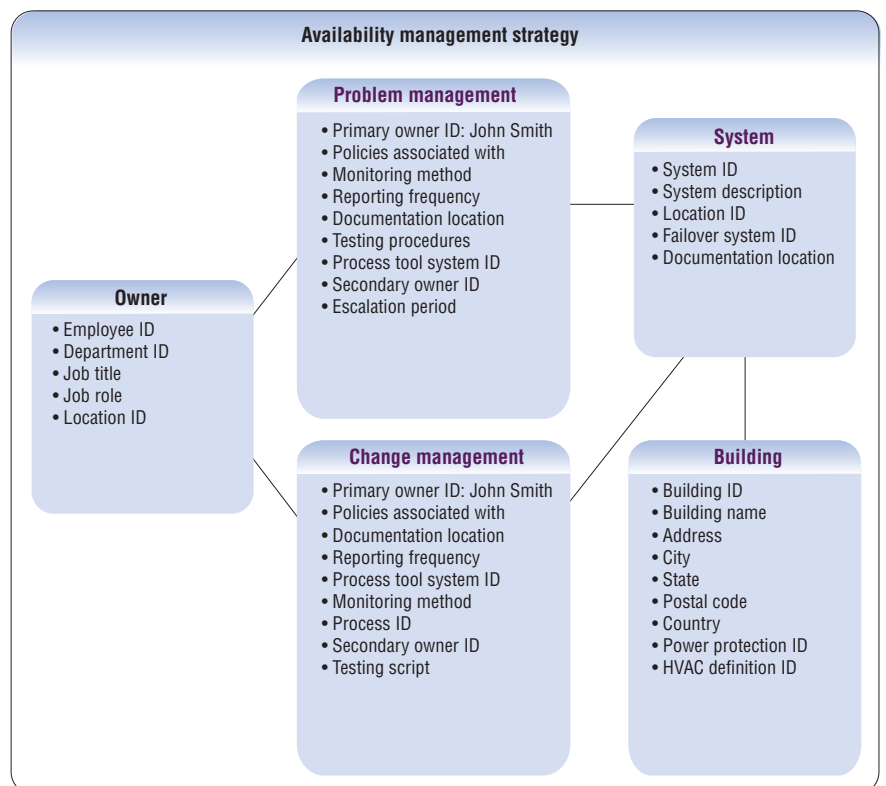 Availability management strategy
Problem management
• Primary owner ID: John Smith
• Policies associated with
• Monitoring method
• Reporting frequency
• Documentation location
• Testing procedures
• Process tool system ID
• Secondary owner ID
• Escalation period
System
• System ID
• System description
• Location ID
• Failover system ID
• Documentation location
Owner
• Employee ID
• Department ID
• Job title
• Job role
• Location ID
Change management
• Primary owner ID: John Smith
• Policies associated with
• Documentation location
• Reporting frequency
• Process tool system ID
• Monitoring method
• Process ID
• Secondary owner ID
• Testing script
Building
• Building ID
• Building name
• Address
• City
• State
• Postal code
• Country
• Power protection ID
• HVAC definition ID